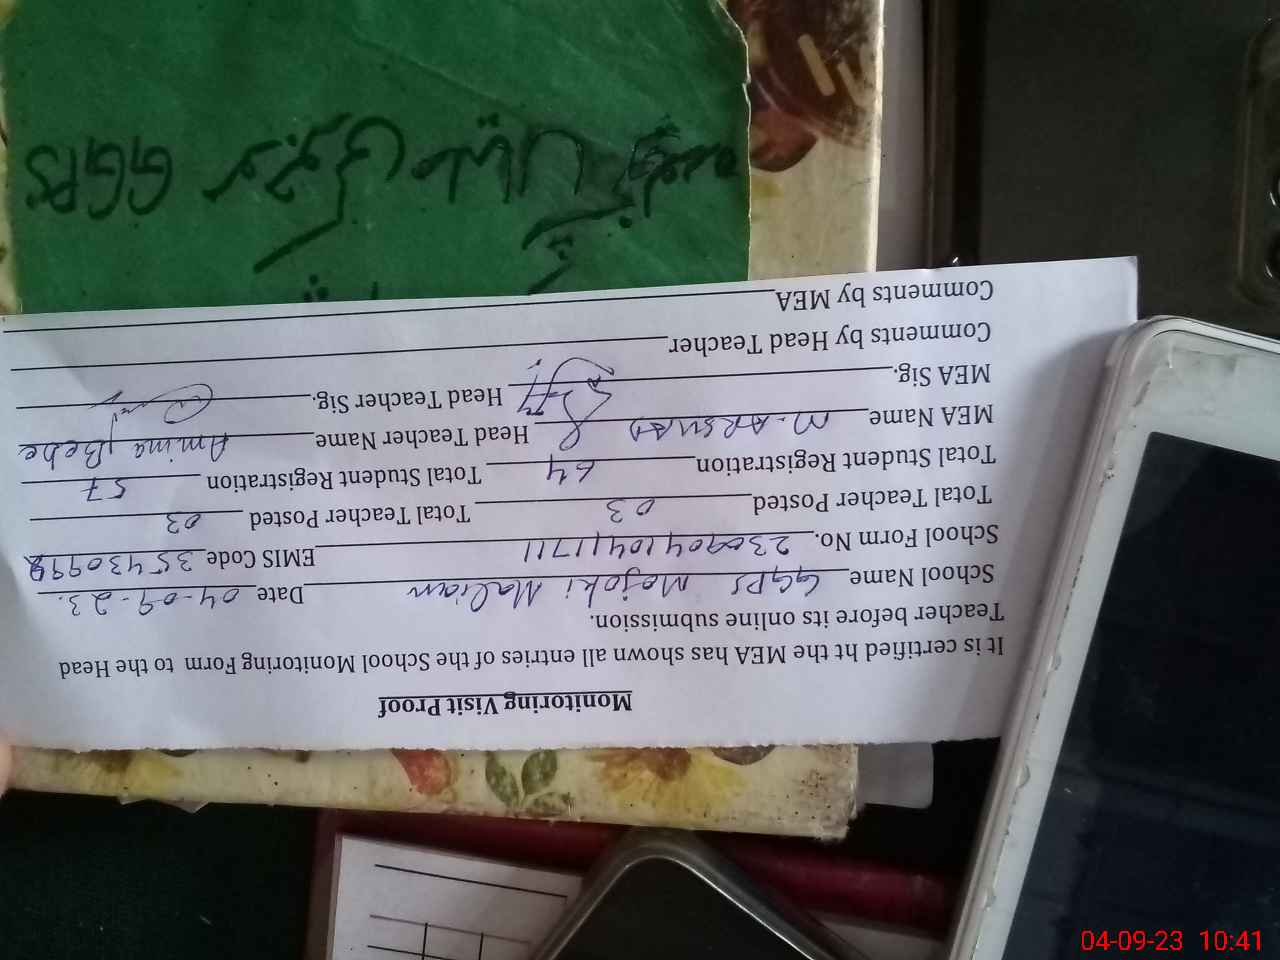 Monitoring Visit Proof
It is certified ht the MEA has shown all entries of the School Monitoring Form to the Head
Teacher before its online submission.
School Name GGPS Mojoki Malian Date 04-09-23.
School Form No. 2309041041171 EMIS Code 35430992
Total Teacher Posted 03 Total Teacher Posted 03
Total Student Registration 64 Total Student Registration 57
MEA Name M. ARSHAD Head Teacher Name Amina Bebe
MEA Sig. Head Teacher Sig.
Comments by Head Teacher
Comments by MEA
GGPS موجوکی ملیاں
04-09-23 10:41